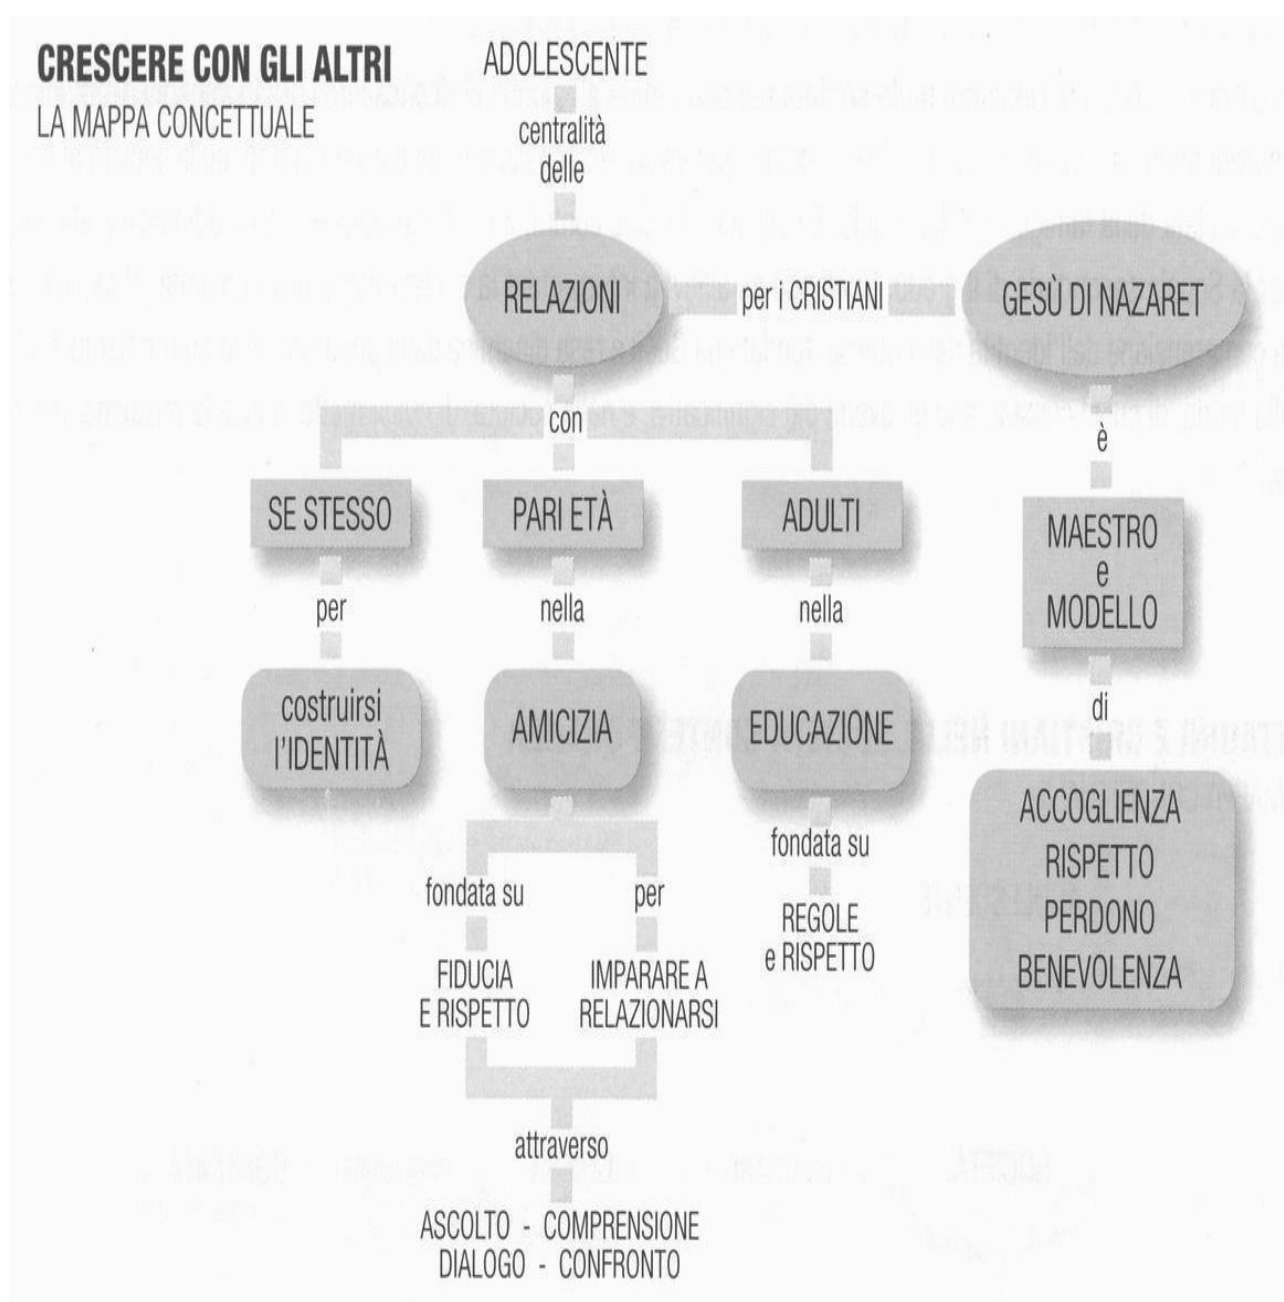 CRESCERE CON GLI ALTRI
LA MAPPA CONCETTUALE
ADOLESCENTE
centralità
delle
RELAZIONI
per i CRISTIANI
GESÙ DI NAZARET
con
è
SE STESSO
PARI ETÀ
ADULTI
MAESTRO
e
MODELLO
per
nella
nella
di
costruirsi
l'IDENTITÀ
AMICIZIA
EDUCAZIONE
ACCOGLIENZA
RISPETTO
PERDONO
BENEVOLENZA
fondata su
per
fondata su
FIDUCIA
E RISPETTO
IMPARARE A
RELAZIONARSI
REGOLE
e RISPETTO
attraverso
ASCOLTO - COMPRENSIONE
DIALOGO - CONFRONTO